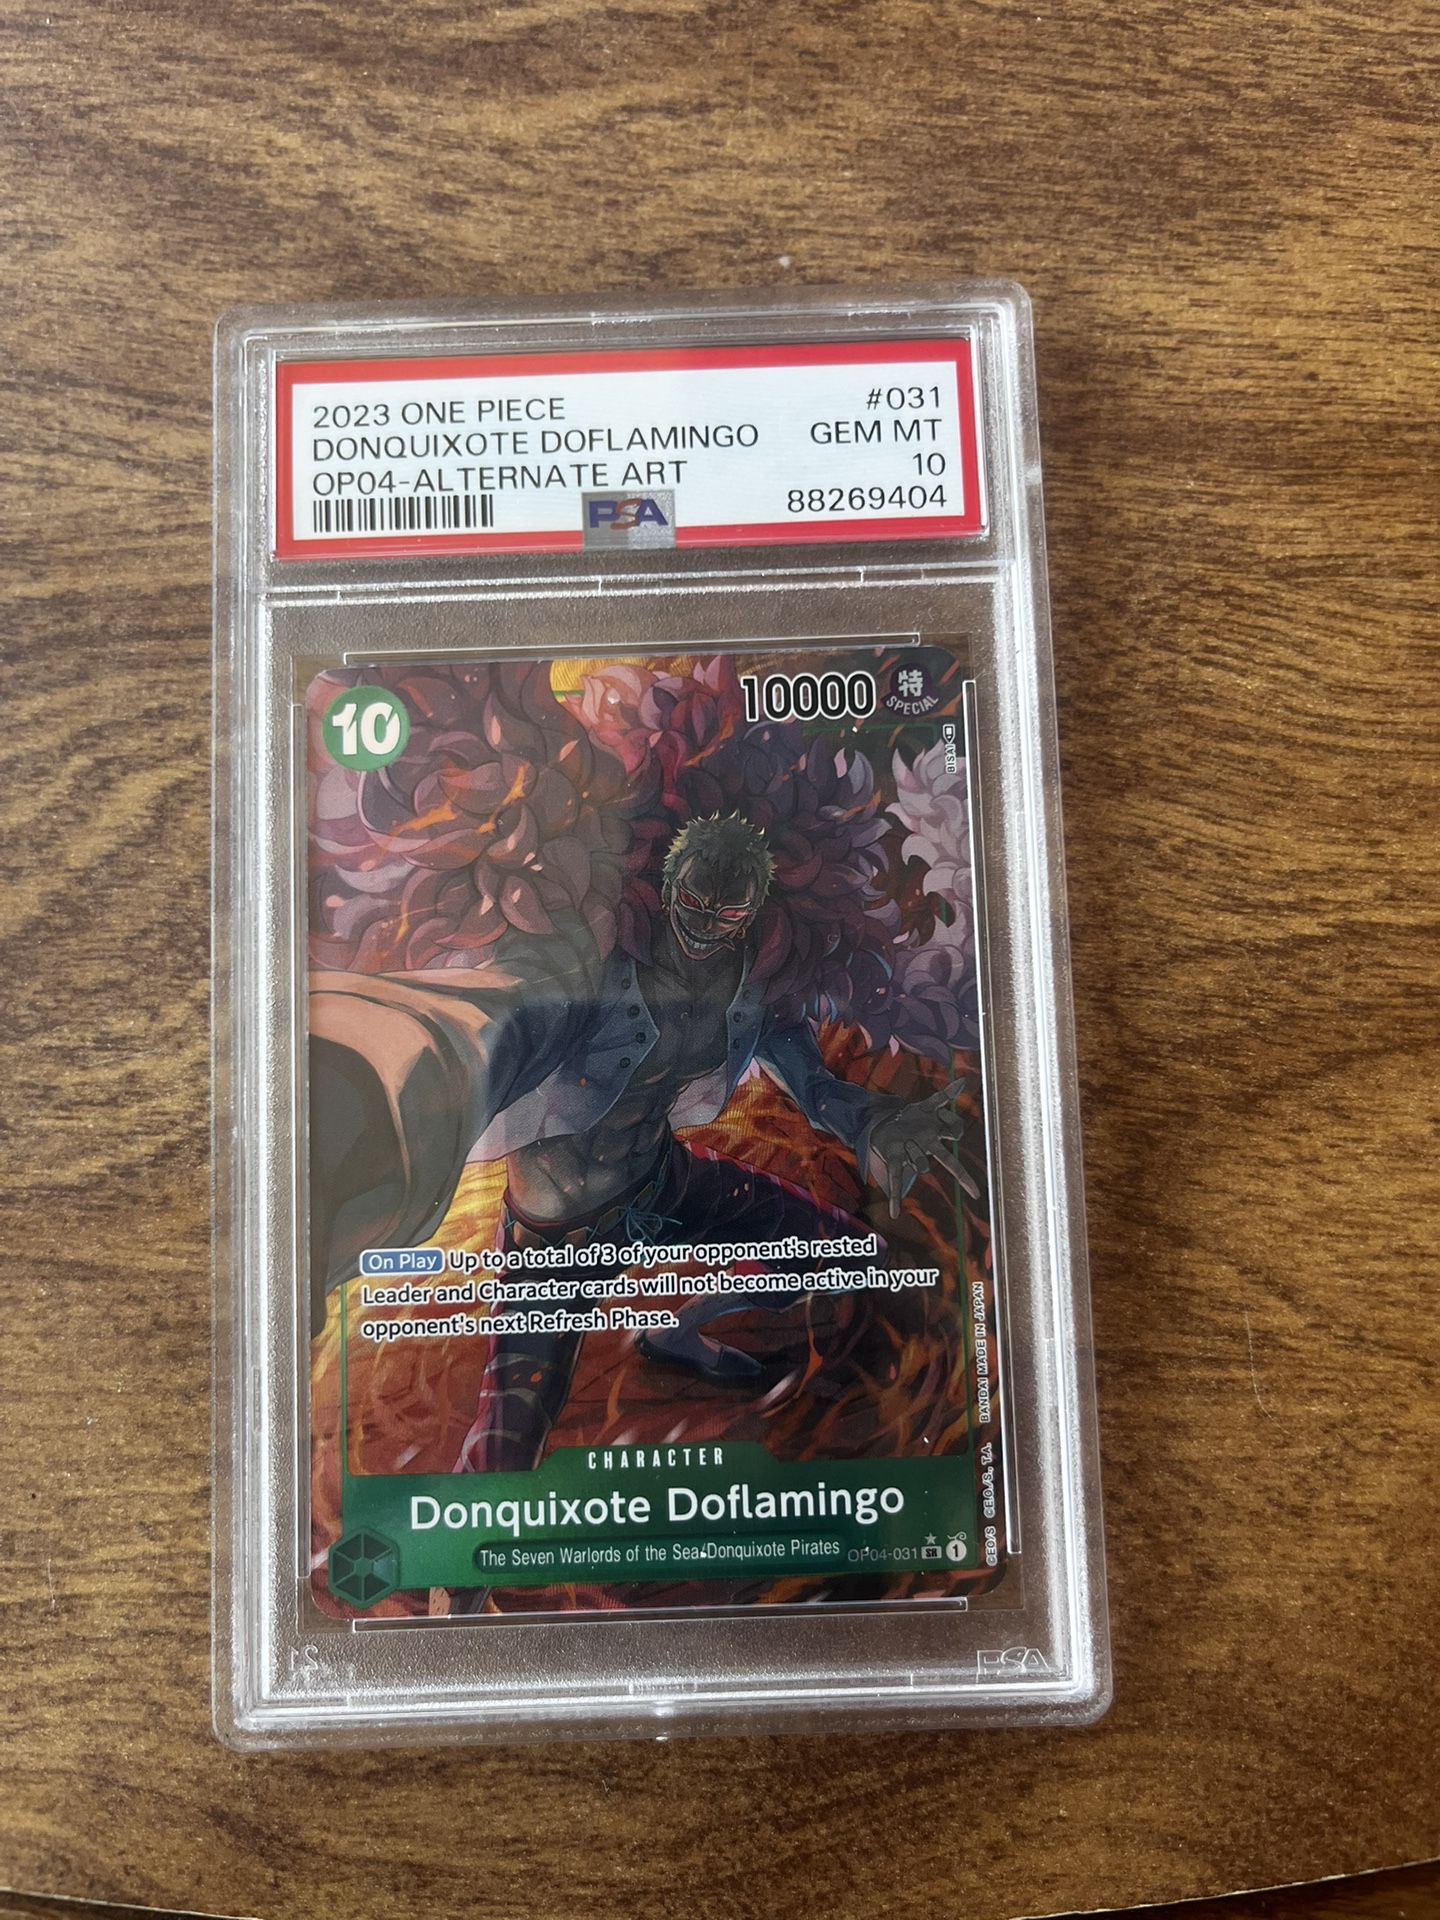 2023 ONE PIECE #031
DONQUIXOTE DOFLAMINGO GEM MT
OP04-ALTERNATE ART 10
PSA 88269404
10 10000 特
SPECIAL
BISAI
On Play Up to a total of 3 of your opponent's rested
Leader and Character cards will not become active in your
opponent's next Refresh Phase.
BANDAI MADE IN JAPAN
CHARACTER
Donquixote Doflamingo
The Seven Warlords of the Sea/Donquixote Pirates OP04-031 SR 1
©EO/S ©E.O./S., T.A.
PSA